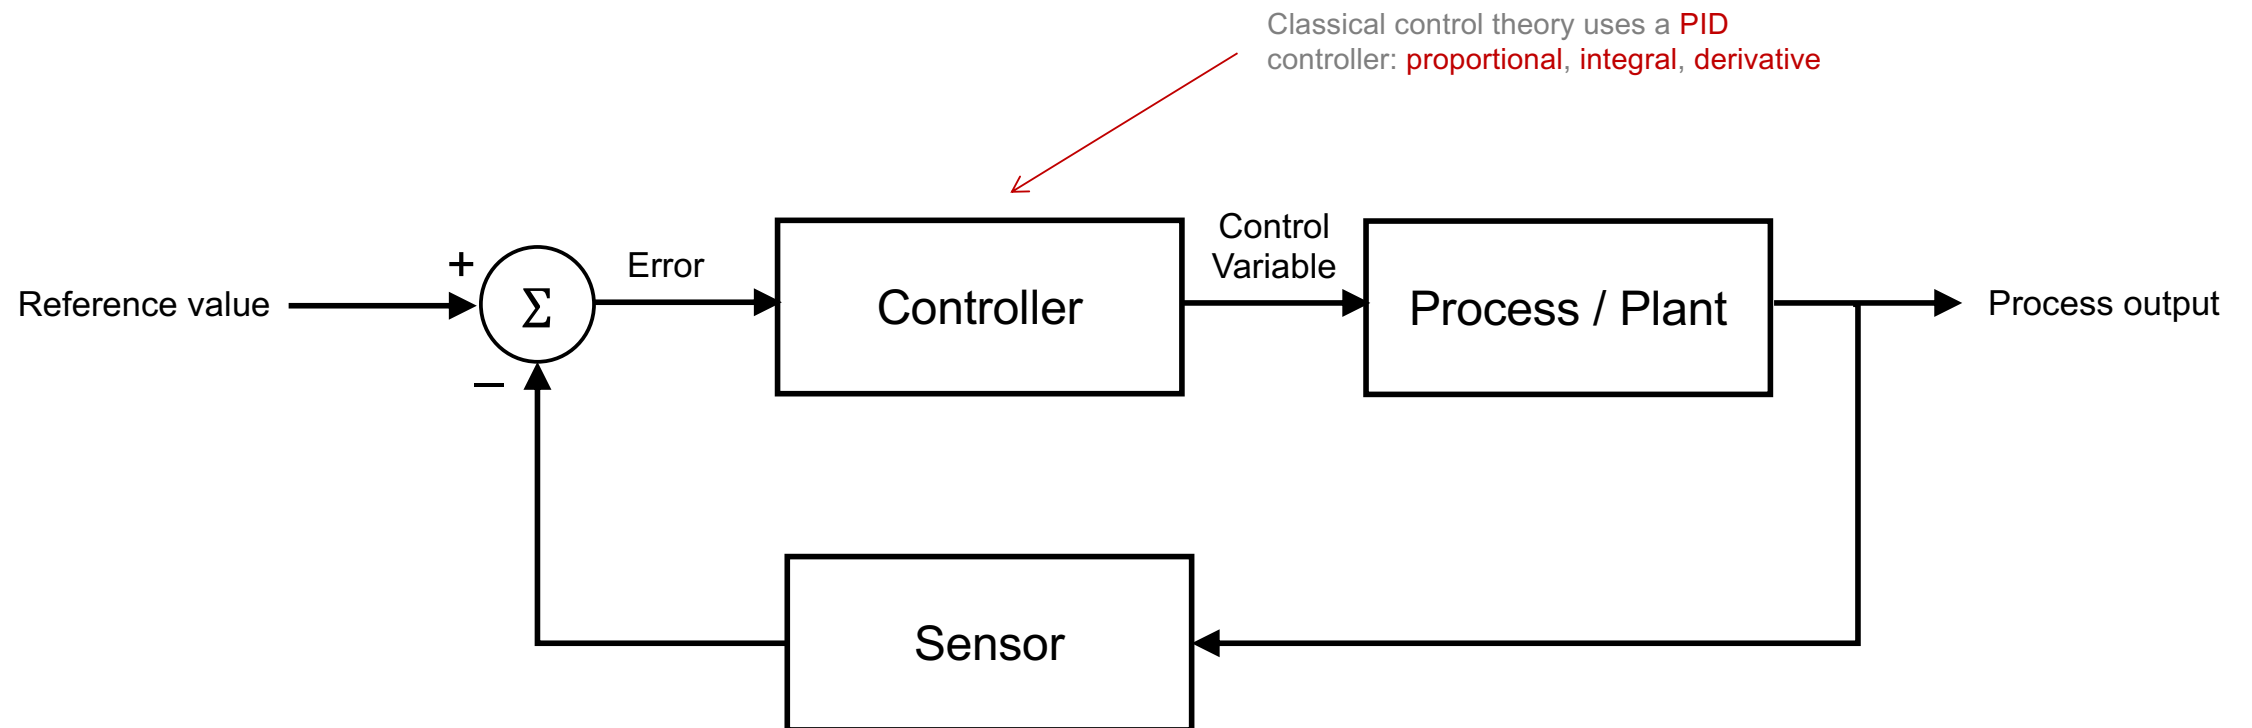 Classical control theory uses a PID
controller: proportional, integral, derivative
Control
Variable
+
Error
Reference value
Σ
Controller
Process / Plant
Process output
–
Sensor